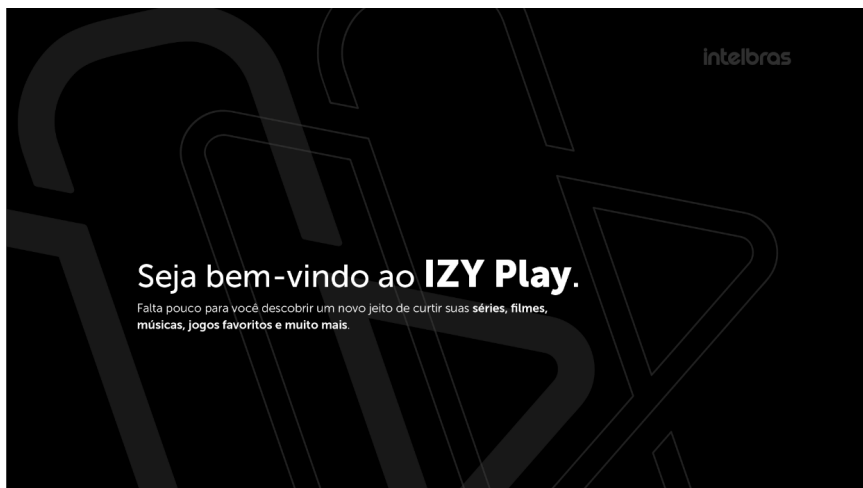 intelbras
Seja bem-vindo ao IZY Play.
Falta pouco para você descobrir um novo jeito de curtir suas séries, filmes,
músicas, jogos favoritos e muito mais.